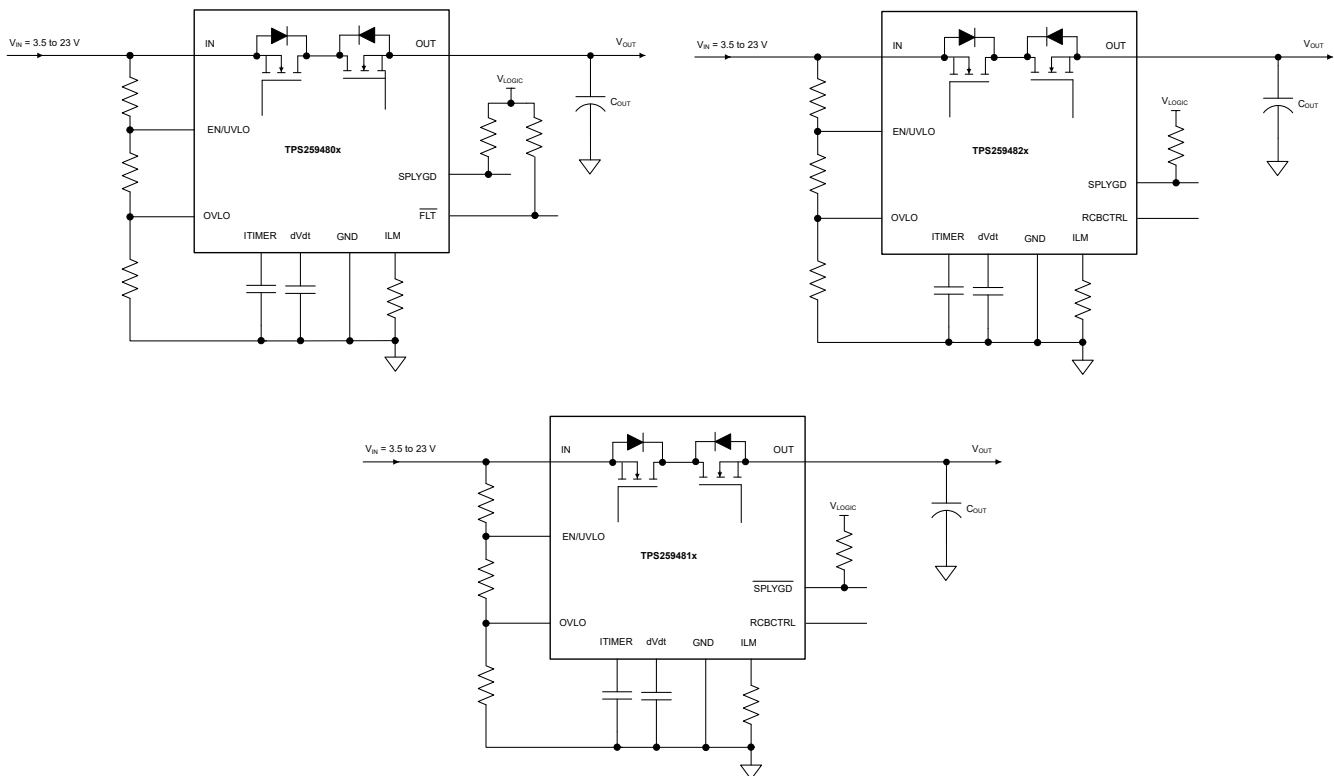 V_IN = 3.5 to 23 V
IN
OUT
V_OUT
V_LOGIC
C_OUT
EN/UVLO
TPS259480x
SPLYGD
OVLO
FLT
ITIMER dVdt GND ILM
V_IN = 3.5 to 23 V
IN
OUT
V_OUT
V_LOGIC
C_OUT
EN/UVLO
TPS259482x
SPLYGD
OVLO
RCBCTRL
ITIMER dVdt GND ILM
V_IN = 3.5 to 23 V
IN
OUT
V_OUT
V_LOGIC
C_OUT
EN/UVLO
TPS259481x
SPLYGD
OVLO
RCBCTRL
ITIMER dVdt GND ILM